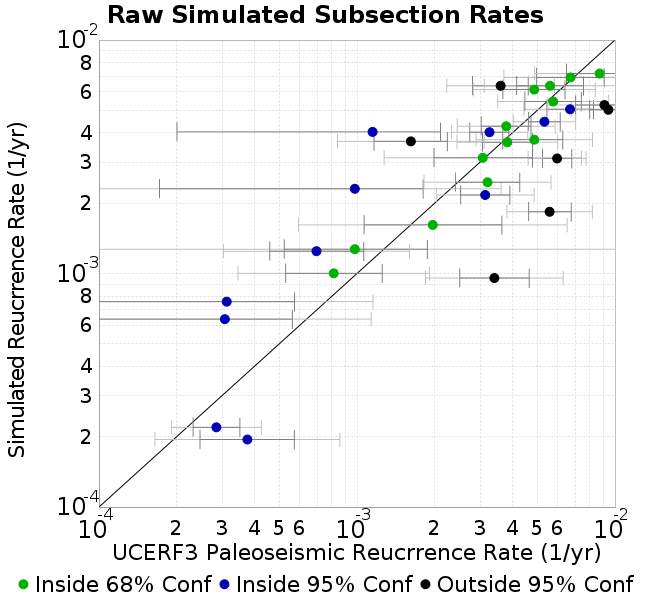 Raw Simulated Subsection Rates
10-2
8
6
4
3
2
10-3
8
6
4
3
2
10-4
Simulated Reucrrence Rate (1/yr)
10-4 2 3 4 5 6 10-3 2 3 4 5 6 10-2
UCERF3 Paleoseismic Reucrrence Rate (1/yr)
Inside 68% Conf Inside 95% Conf Outside 95% Conf